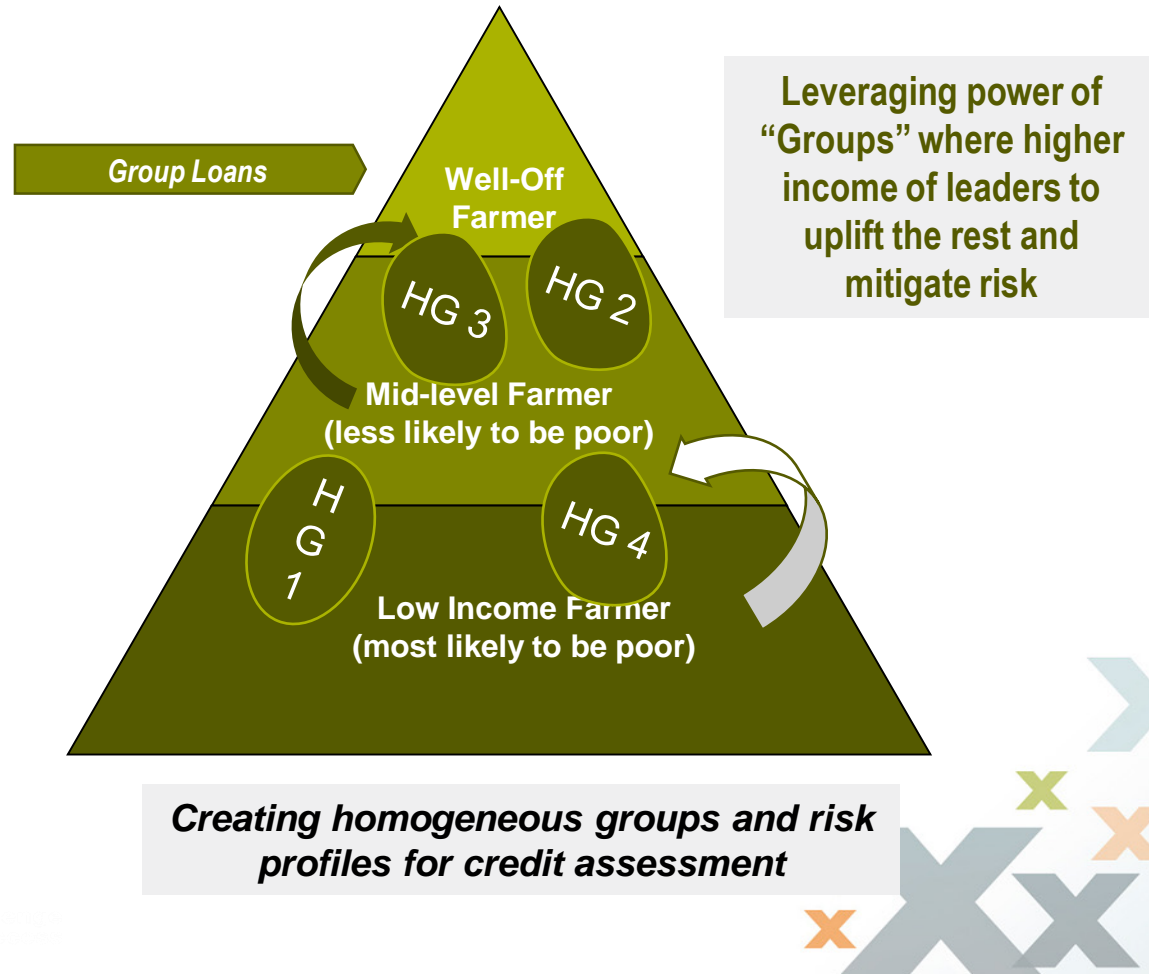 Group Loans
Well-Off
Farmer
Leveraging power of
“Groups” where higher
income of leaders to
uplift the rest and
mitigate risk
HG 3
HG 2
Mid-level Farmer
(less likely to be poor)
H
G
1
HG 4
Low Income Farmer
(most likely to be poor)
Creating homogeneous groups and risk
profiles for credit assessment